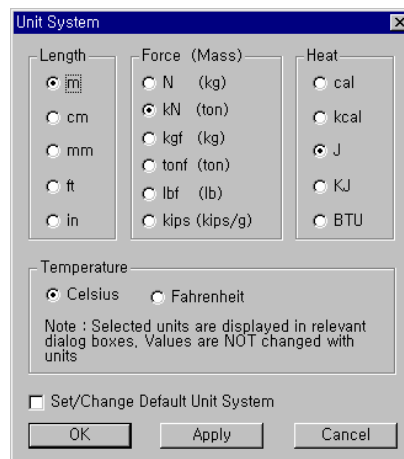 Unit System
Length
m
cm
mm
ft
in
Force (Mass)
N (kg)
kN (ton)
kgf (kg)
tonf (ton)
lbf (lb)
kips (kips/g)
Heat
cal
kcal
J
KJ
BTU
Temperature
Celsius Fahrenheit
Note : Selected units are displayed in relevant
dialog boxes, Values are NOT changed with
units
Set/Change Default Unit System
OK Apply Cancel